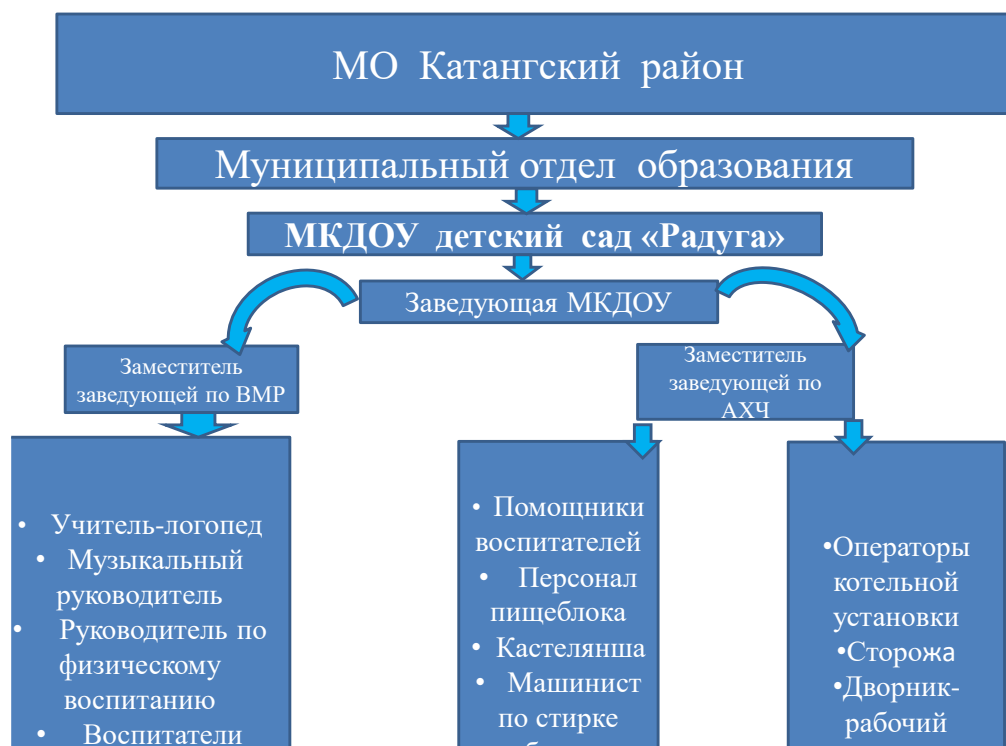 МО Катангский район
Муниципальный отдел образования
МКДОУ детский сад «Радуга»
Заведующая МКДОУ
Заместитель
заведующей по ВМР
Заместитель
заведующей по
АХЧ
• Учитель-логопед
• Музыкальный
руководитель
• Руководитель по
физическому
воспитанию
• Воспитатели
• Помощники
воспитателей
• Персонал
пищеблока
• Кастелянша
• Машинист
по стирке
•Операторы
котельной
установки
•Сторожа
•Дворник-
рабочий